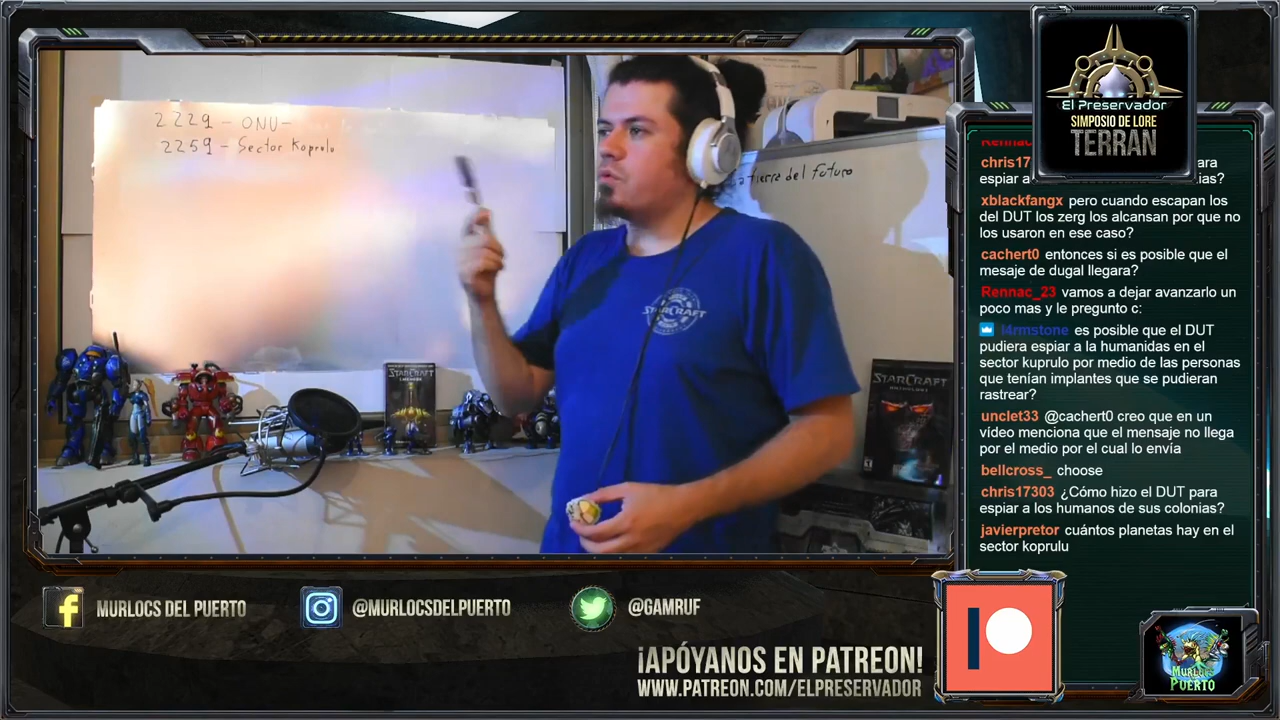 2229 - ONU -
2259 - Sector Koprulu
tierra del futuro
STARCRAFT
STARCRAFT
STARCRAFT
El Preservador
SIMPOSIO DE LORE
TERRAN
chris17
espiar a
xblackfangx pero cuando escapan los
del DUT los zerg los alcansan por que no
los usaron en ese caso?
cachert0 entonces si es posible que el
mesaje de dugal llegara?
Rennac_23 vamos a dejar avanzarlo un
poco mas y le pregunto c:
l4rmstone es posible que el DUT
pudiera espiar a la humanidas en el
sector kuprulo por medio de las personas
que tenían implantes que se pudieran
rastrear?
unclet33 @cachert0 creo que en un
vídeo menciona que el mensaje no llega
por el medio por el cual lo envía
bellcross_ choose
chris17303 ¿Cómo hizo el DUT para
espiar a los humanos de sus colonias?
javierpretor cuántos planetas hay en el
sector koprulu
MURLOCS DEL PUERTO
@MURLOCSDELPUERTO
@GAMRUF
¡APÓYANOS EN PATREON!
WWW.PATREON.COM/ELPRESERVADOR
MURLOCS
PUERTO